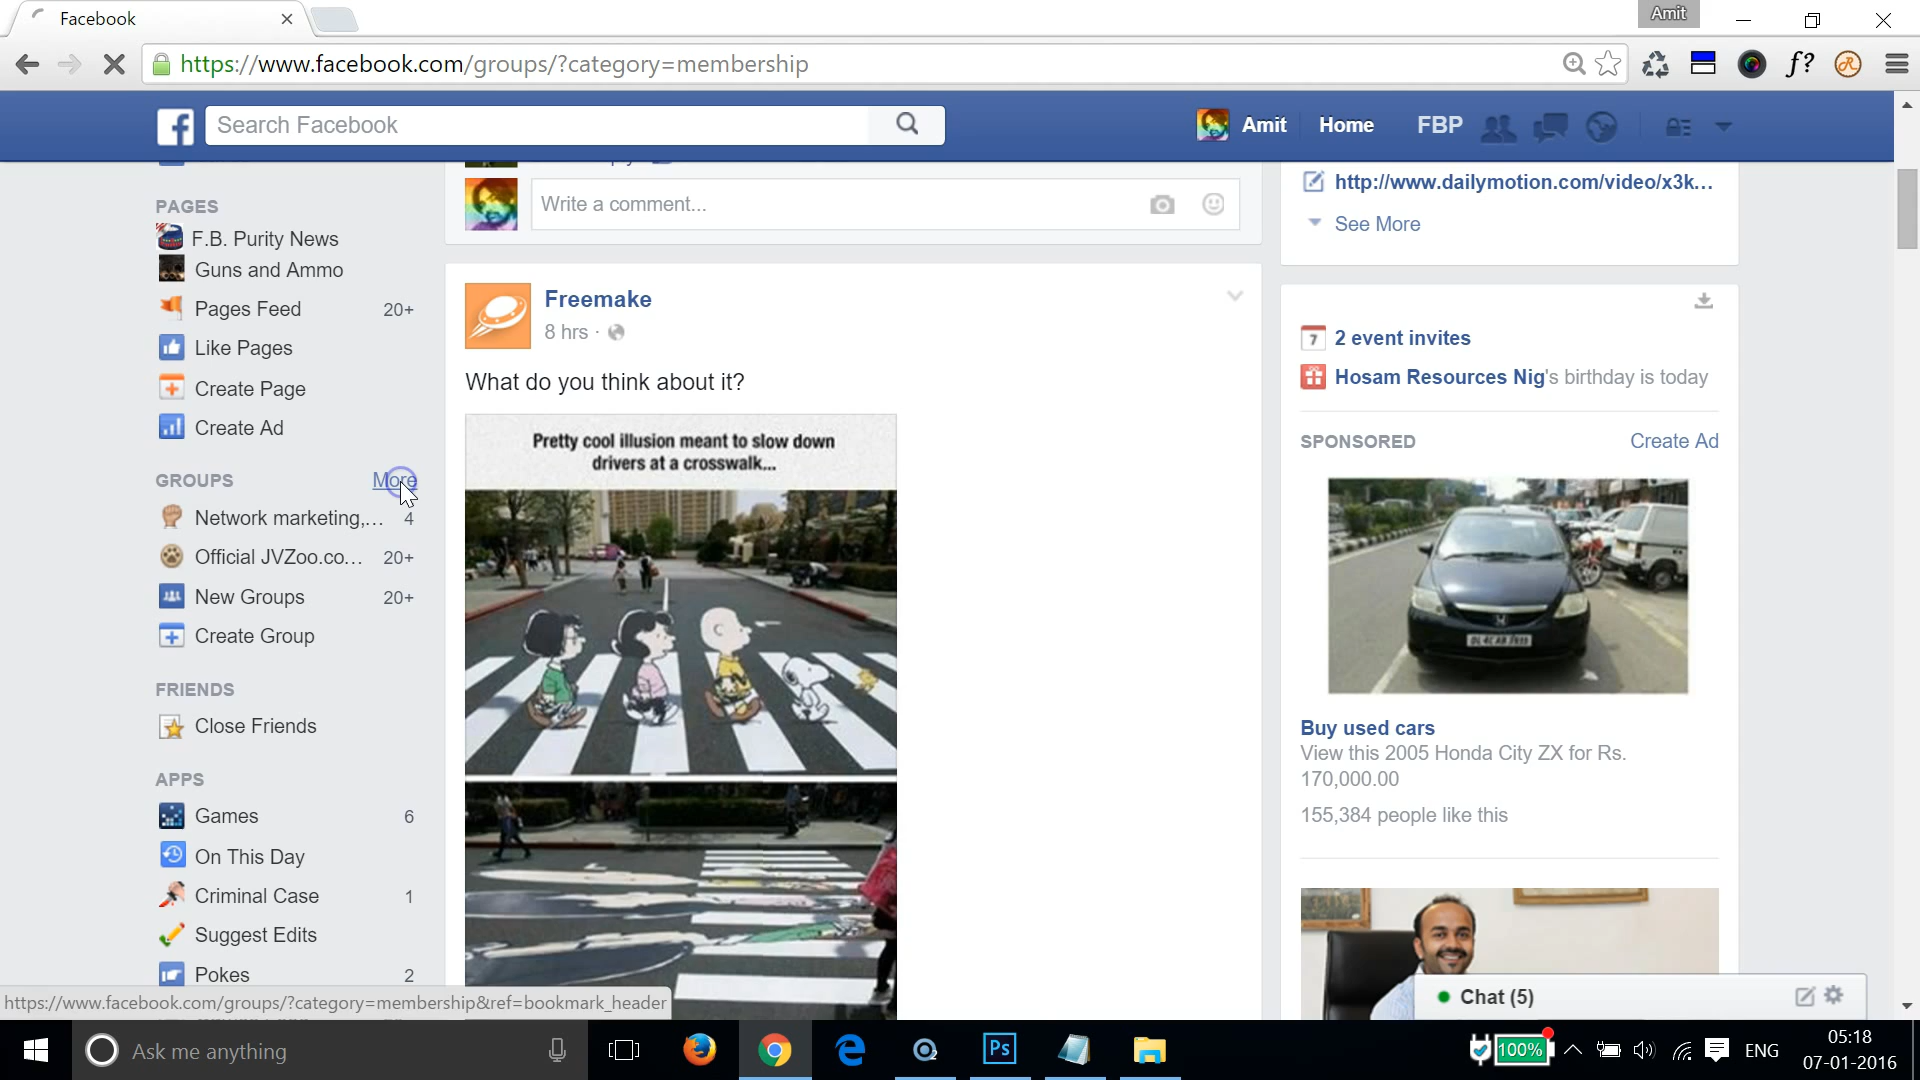 Facebook
Amit
https://www.facebook.com/groups/?category=membership
f?
Search Facebook
Amit
Home
FBP
PAGES
F.B. Purity News
Guns and Ammo
Pages Feed 20+
Like Pages
Create Page
Create Ad
GROUPS More
Network marketing,... 4
Official JVZoo.co... 20+
New Groups 20+
Create Group
FRIENDS
Close Friends
APPS
Games 6
On This Day
Criminal Case 1
Suggest Edits
Pokes 2
https://www.facebook.com/groups/?category=membership&ref=bookmark_header
Write a comment...
Freemake
8 hrs ·
What do you think about it?
Pretty cool illusion meant to slow down
drivers at a crosswalk...
http://www.dailymotion.com/video/x3k...
See More
7 2 event invites
Hosam Resources Nig's birthday is today
SPONSORED Create Ad
Buy used cars
View this 2005 Honda City ZX for Rs.
170,000.00
155,384 people like this
Chat (5)
Ask me anything
Ps
100%
ENG
05:18
07-01-2016